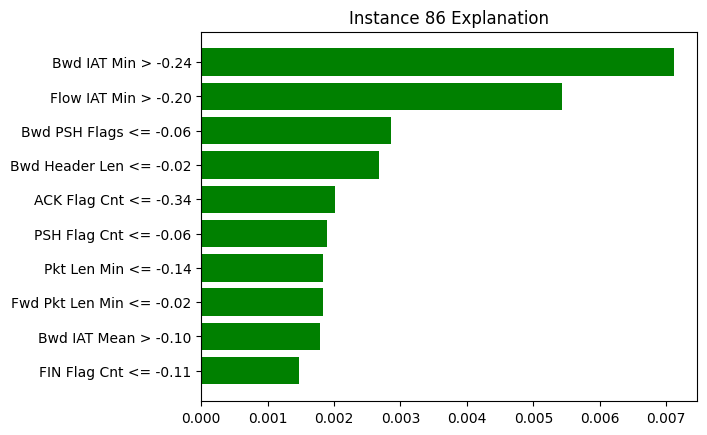 Instance 86 Explanation
Bwd IAT Min > -0.24
Flow IAT Min > -0.20
Bwd PSH Flags <= -0.06
Bwd Header Len <= -0.02
ACK Flag Cnt <= -0.34
PSH Flag Cnt <= -0.06
Pkt Len Min <= -0.14
Fwd Pkt Len Min <= -0.02
Bwd IAT Mean > -0.10
FIN Flag Cnt <= -0.11
0.000 0.001 0.002 0.003 0.004 0.005 0.006 0.007